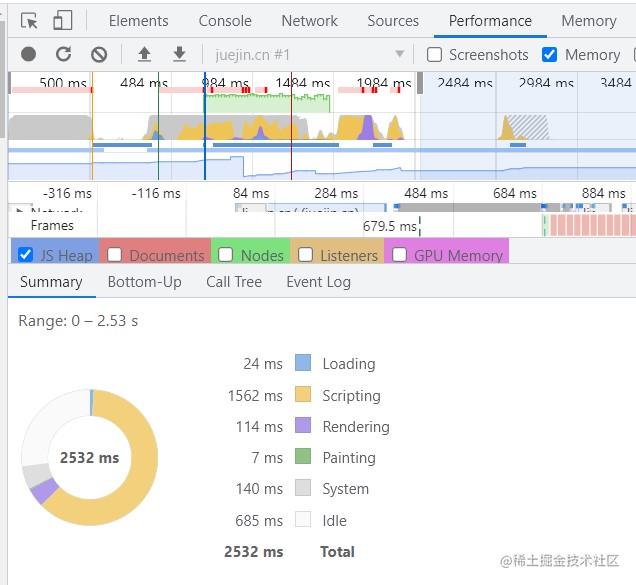 Elements Console Sources Performance Memory
juejin.cn #1 Screenshots Memory
500 ms 484 ms 984 ms 1484 ms 1984 ms 2484 ms 2984 ms 3484
-316 ms -116 ms 84 ms 284 ms 484 ms 684 ms 884 ms
Network (juejin.cn)
Frames 679.5 ms
JS Heap Documents Nodes Listeners GPU Memory
Summary Bottom-Up Call Tree Event Log
Range: 0 – 2.53 s
24 ms Loading
1562 ms Scripting
114 ms Rendering
2532 ms
7 ms Painting
140 ms System
685 ms Idle
2532 ms Total
@稀土掘金技术社区